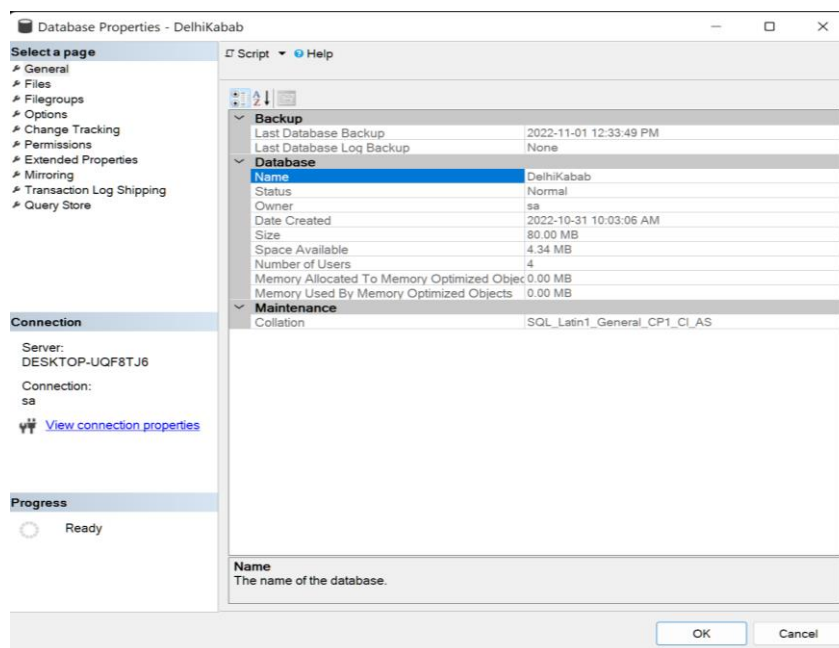 Database Properties - DelhiKabab
Select a page
General
Files
Filegroups
Options
Change Tracking
Permissions
Extended Properties
Mirroring
Transaction Log Shipping
Query Store
Connection
Server:
DESKTOP-UQF8TJ6
Connection:
sa
View connection properties
Progress
Ready
Script Help
Backup
Last Database Backup 2022-11-01 12:33:49 PM
Last Database Log Backup None
Database
Name DelhiKabab
Status Normal
Owner sa
Date Created 2022-10-31 10:03:06 AM
Size 80.00 MB
Space Available 4.34 MB
Number of Users 4
Memory Allocated To Memory Optimized Objec 0.00 MB
Memory Used By Memory Optimized Objects 0.00 MB
Maintenance
Collation SQL_Latin1_General_CP1_CI_AS
Name
The name of the database.
OK Cancel